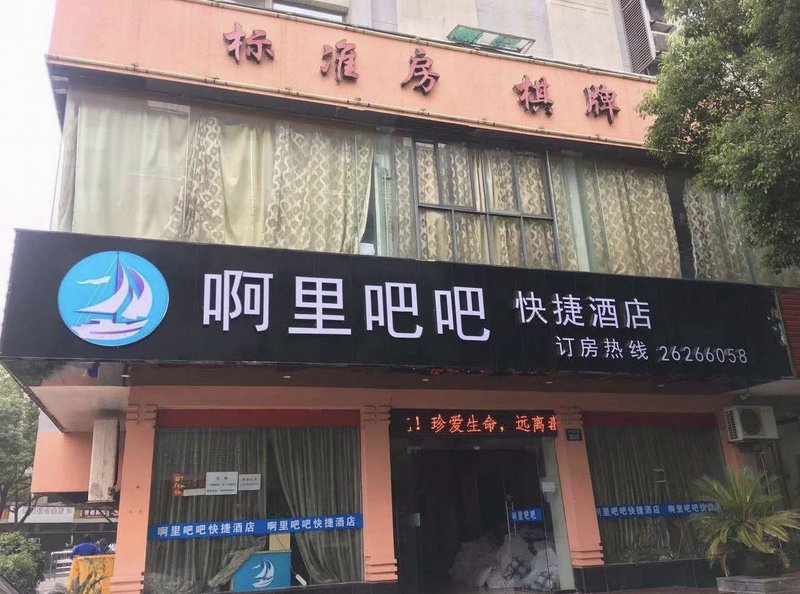 标准房 棋牌
啊里吧吧 快捷酒店
订房热线 26266058
！珍爱生命，远离毒
啊里吧吧快捷酒店 啊里吧吧快捷酒店
啊里吧吧
啊里吧吧快捷酒店 啊里吧吧快捷酒店